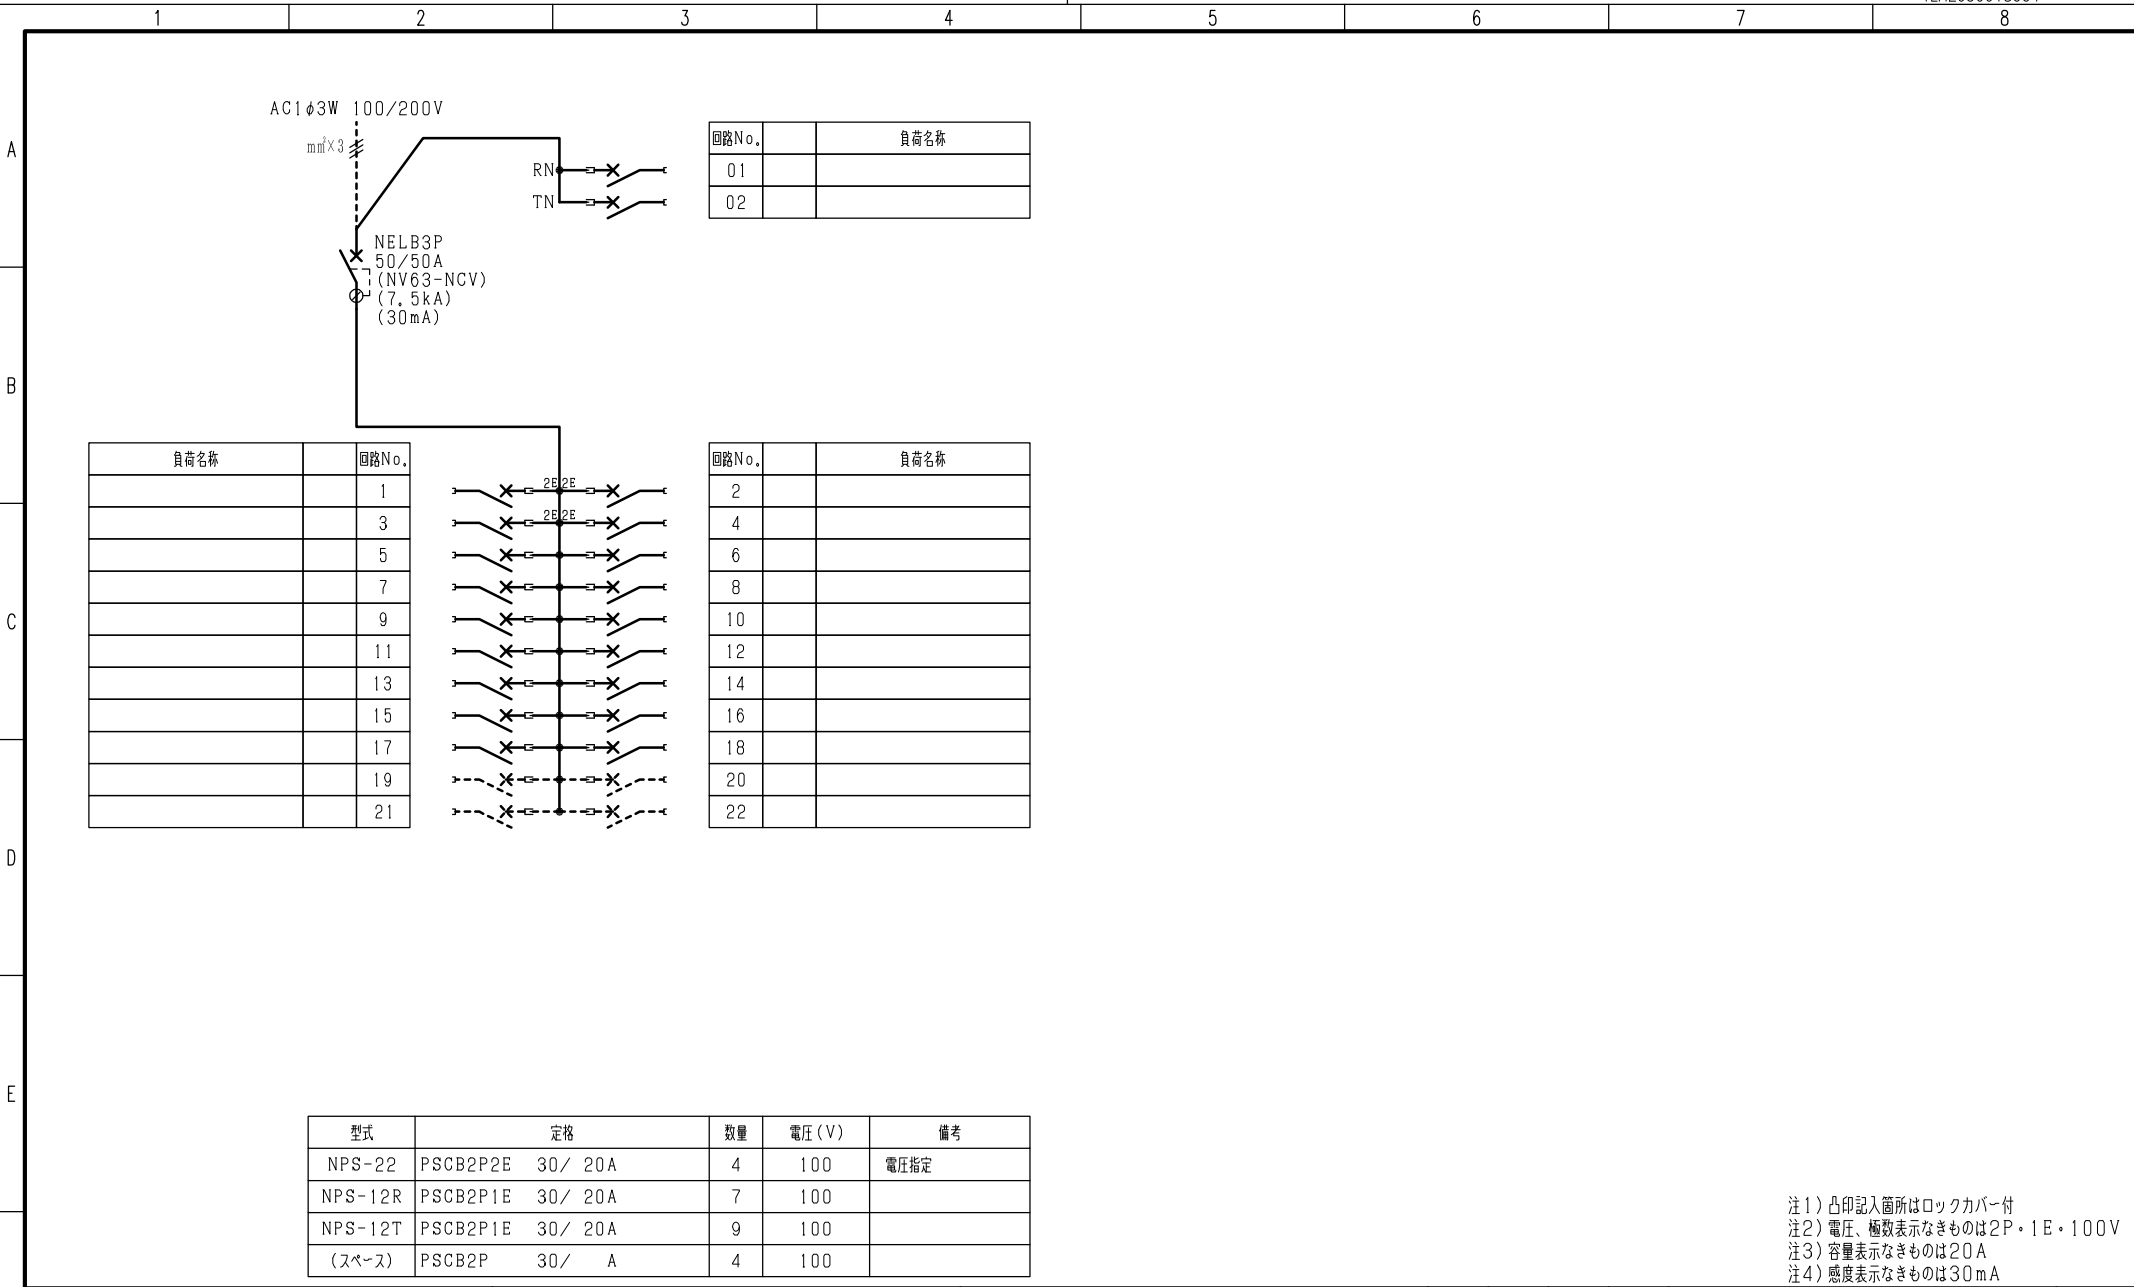 1 2 3 4 5 6 7 8
A
AC1φ3W 100/200V
mm²×3
RN
TN
回路No. 負荷名称
01
02
NELB3P
50/50A
(NV63-NCV)
(7.5kA)
(30mA)
B
負荷名称 回路No.
回路No. 負荷名称
1 2E 2E 2
3 2E 2E 4
5 6
7 8
C
9 10
11 12
13 14
15 16
17 18
19 20
21 22
D
E
型式 定格 数量 電圧(V) 備考
NPS-22 PSCB2P2E 30/ 20A 4 100 電圧指定
NPS-12R PSCB2P1E 30/ 20A 7 100
NPS-12T PSCB2P1E 30/ 20A 9 100
(スペース) PSCB2P 30/ A 4 100
注1)凸印記入箇所はロックカバー付
注2)電圧、極数表示なきものは2P・1E・100V
注3)容量表示なきものは20A
注4)感度表示なきものは30mA